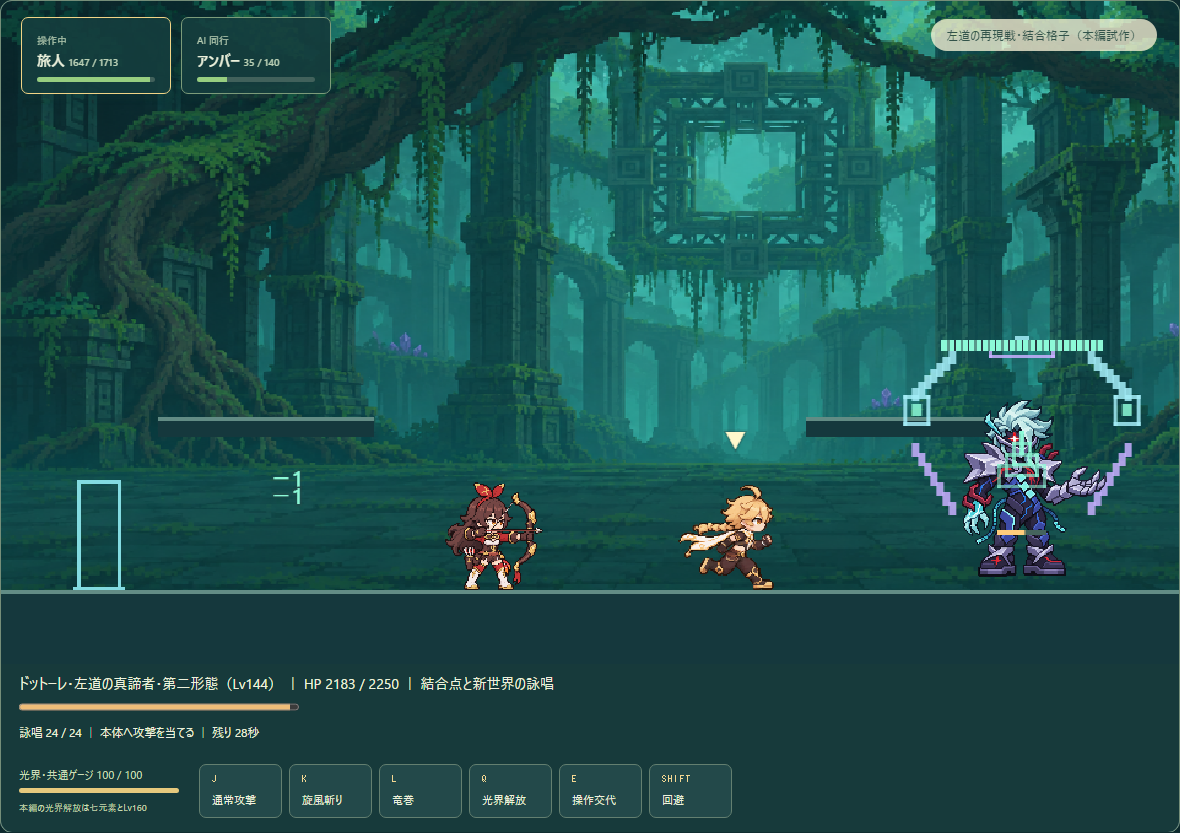 操作中
旅人 1647 / 1713
AI 同行
アンバー 35 / 140
左道の再現戦・結合格子（本編試作）
−1
−1
ドットーレ・左道の真諦者・第二形態（Lv144） | HP 2183 / 2250 | 結合点と新世界の詠唱
詠唱 24 / 24 | 本体へ攻撃を当てる | 残り 28秒
光界・共通ゲージ 100 / 100
本編の光界解放は七元素とLv160
J
通常攻撃
K
旋風斬り
L
竜巻
Q
光界解放
E
操作交代
SHIFT
回避